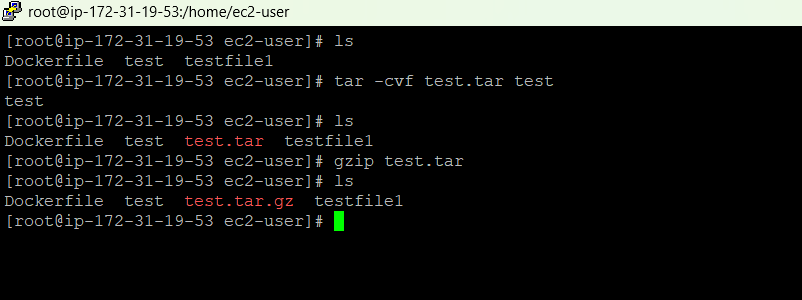 root@ip-172-31-19-53:/home/ec2-user
[root@ip-172-31-19-53 ec2-user]# ls
Dockerfile  test  testfile1
[root@ip-172-31-19-53 ec2-user]# tar -cvf test.tar test
test
[root@ip-172-31-19-53 ec2-user]# ls
Dockerfile  test  test.tar  testfile1
[root@ip-172-31-19-53 ec2-user]# gzip test.tar
[root@ip-172-31-19-53 ec2-user]# ls
Dockerfile  test  test.tar.gz  testfile1
[root@ip-172-31-19-53 ec2-user]#